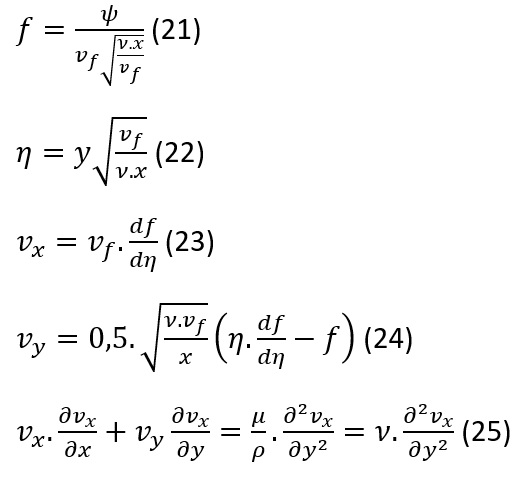 f = ψ / (v_f √(ν.x / v_f)) (21)
η = y √(v_f / ν.x) (22)
v_x = v_f . df/dη (23)
v_y = 0,5. √(ν.v_f) / x (η. df/dη − f) (24)
v_x. ∂v_x/∂x + v_y ∂v_x/∂y = μ/ρ . ∂²v_x/∂y² = ν. ∂²v_x/∂y² (25)